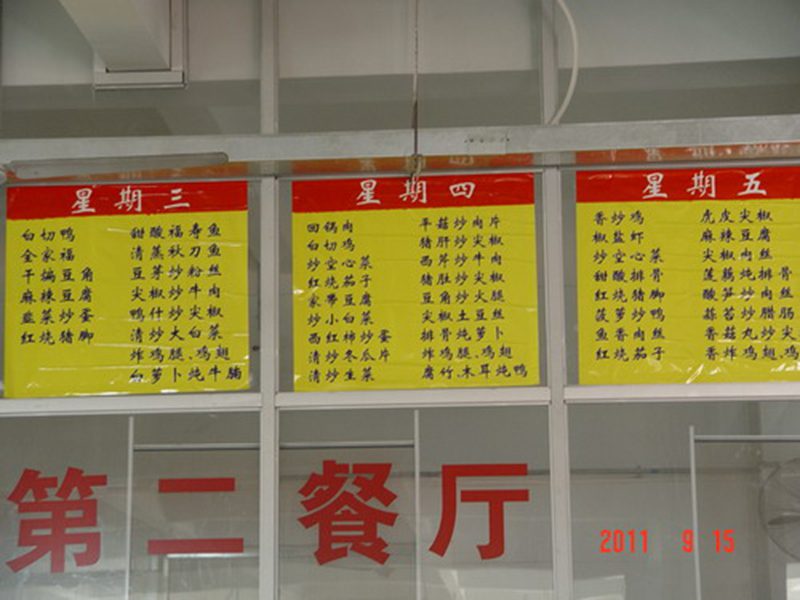 星期三
白切鸭
全家福
干煸豆角
麻辣豆腐
韭菜炒蛋
红烧猪脚
甜酸福寿鱼
清蒸秋刀鱼
豆芽炒粉丝
尖椒炒牛肉
鸭什炒尖椒
清炒大白菜
炸鸡腿、鸡翅
白萝卜炖牛腩
星期四
回锅肉
白切鸡
炒空心菜
红烧茄子
家常豆腐
炒小白菜
西红柿炒蛋
清炒冬瓜片
清炒生菜
平菇炒肉片
猪肝炒尖椒
西芹炒牛肉
猪肚炒尖椒
豆角炒火腿
尖椒土豆丝
排骨炖萝卜
炸鸡腿、鸡翅
腐竹、木耳炖鸭
星期五
香炒鸡
椒盐虾
炒空心菜
甜酸排骨
红烧猪脚
菠萝炒鸭
鱼香肉丝
红烧茄子
虎皮尖椒
麻辣豆腐
尖椒肉丝
莲藕炖排骨
酸笋炒肉丝
蒜苔炒腊肠
香菇丸炒尖
香炸鸡翅、鸡
第二餐厅
2011 9 15